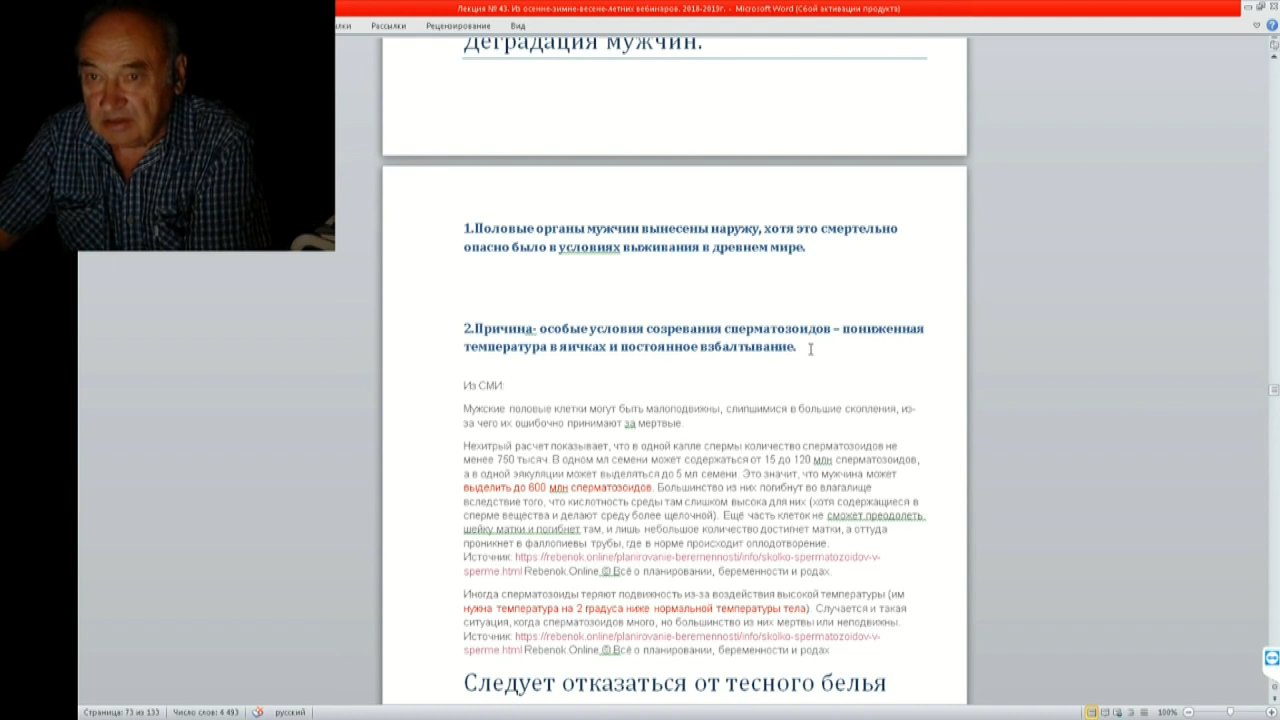 Лекция № 43. Из осенне-зимне-весене-летних вебинаров. 2018-2019г. - Microsoft Word (Сбой активации продукта)
лки Рассылки Рецензирование Вид
Деградация мужчин.
1.Половые органы мужчин вынесены наружу, хотя это смертельно
опасно было в условиях выживания в древнем мире.
2.Причина- особые условия созревания сперматозоидов – пониженная
температура в яичках и постоянное взбалтывание.
Из СМИ:
Мужские половые клетки могут быть малоподвижны, слипшимися в большие скопления, из-
за чего их ошибочно принимают за мертвые.
Нехитрый расчет показывает, что в одной капле спермы количество сперматозоидов не
менее 750 тысяч. В одном мл семени может содержаться от 15 до 120 млн сперматозоидов,
а в одной эякуляции может выделяться до 5 мл семени. Это значит, что мужчина может
выделить до 600 млн сперматозоидов. Большинство из них погибнут во влагалище
вследствие того, что кислотность среды там слишком высока для них (хотя содержащиеся в
сперме вещества и делают среду более щелочной). Ещё часть клеток не сможет преодолеть
шейку матки и погибнет там, и лишь небольшое количество достигнет матки, а оттуда
проникнет в фаллопиевы трубы, где в норме происходит оплодотворение.
Источник: https://rebenok.online/planirovanie-beremennosti/info/skolko-spermatozoidov-v-
sperme.html Rebenok.Online © Всё о планировании, беременности и родах.
Иногда сперматозоиды теряют подвижность из-за воздействия высокой температуры (им
нужна температура на 2 градуса ниже нормальной температуры тела). Случается и такая
ситуация, когда сперматозоидов много, но большинство из них мертвы или неподвижны.
Источник: https://rebenok.online/planirovanie-beremennosti/info/skolko-spermatozoidov-v-
sperme.html Rebenok.Online © Всё о планировании, беременности и родах
Следует отказаться от тесного белья
Страница: 73 из 133 Число слов: 4 493 русский 100%